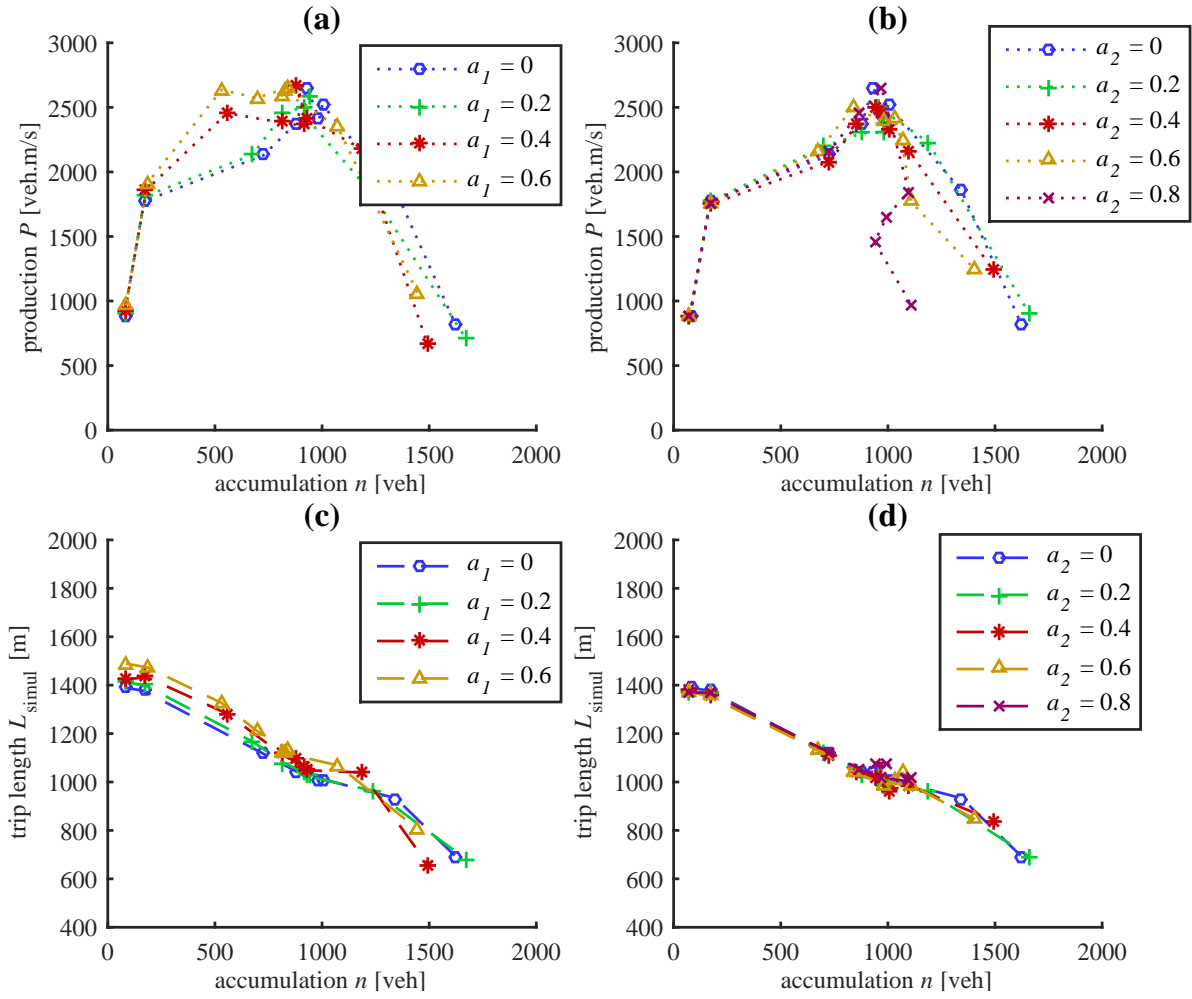 (a)
production P [veh.m/s]
3000
2500
2000
1500
1000
500
0
0 500 1000 1500 2000
accumulation n [veh]
a1 = 0
a1 = 0.2
a1 = 0.4
a1 = 0.6
(b)
production P [veh.m/s]
3000
2500
2000
1500
1000
500
0
0 500 1000 1500 2000
accumulation n [veh]
a2 = 0
a2 = 0.2
a2 = 0.4
a2 = 0.6
a2 = 0.8
(c)
trip length Lsimul [m]
2000
1800
1600
1400
1200
1000
800
600
400
0 500 1000 1500 2000
accumulation n [veh]
a1 = 0
a1 = 0.2
a1 = 0.4
a1 = 0.6
(d)
trip length Lsimul [m]
2000
1800
1600
1400
1200
1000
800
600
400
0 500 1000 1500 2000
accumulation n [veh]
a2 = 0
a2 = 0.2
a2 = 0.4
a2 = 0.6
a2 = 0.8